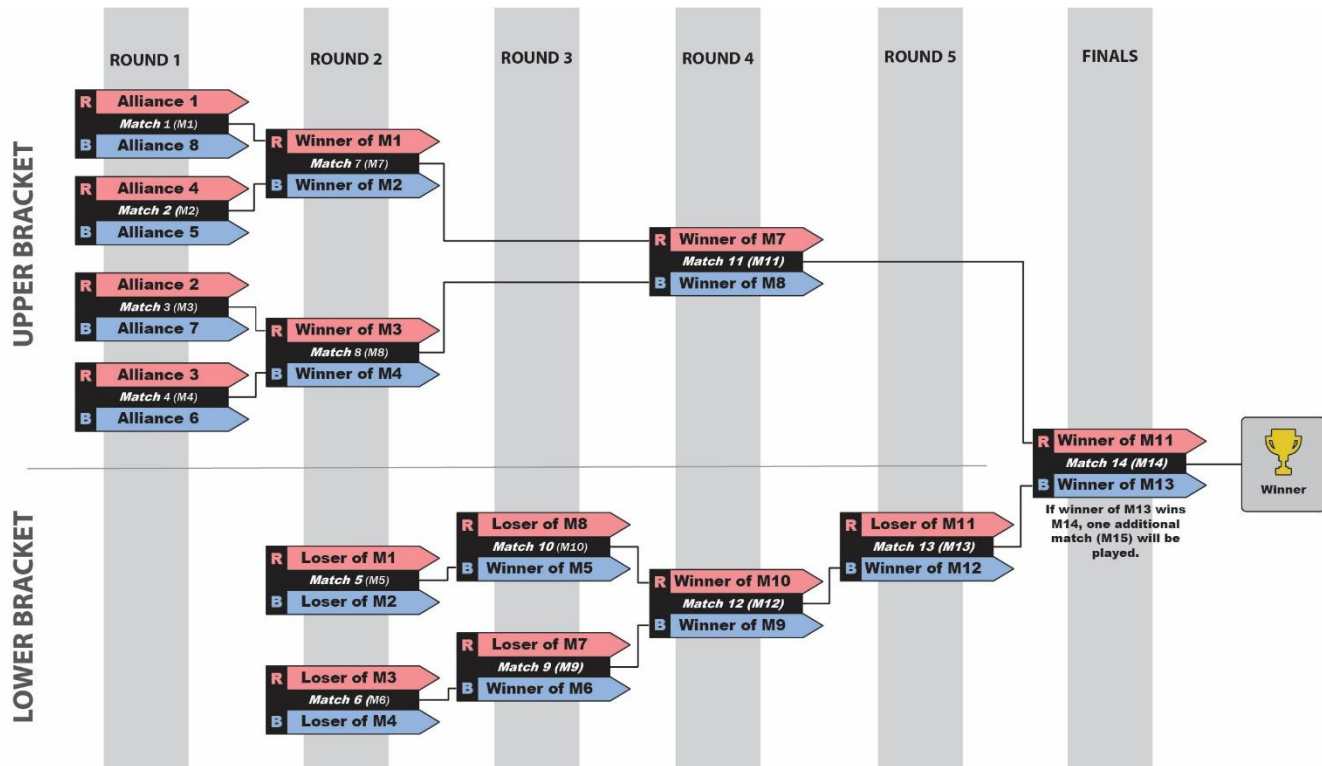 ROUND 1
ROUND 2
ROUND 3
ROUND 4
ROUND 5
FINALS
UPPER BRACKET
R Alliance 1
Match 1 (M1)
B Alliance 8
R Alliance 4
Match 2 (M2)
B Alliance 5
R Alliance 2
Match 3 (M3)
B Alliance 7
R Alliance 3
Match 4 (M4)
B Alliance 6
R Winner of M1
Match 7 (M7)
B Winner of M2
R Winner of M3
Match 8 (M8)
B Winner of M4
R Winner of M7
Match 11 (M11)
B Winner of M8
LOWER BRACKET
R Loser of M1
Match 5 (M5)
B Loser of M2
R Loser of M3
Match 6 (M6)
B Loser of M4
R Loser of M8
Match 10 (M10)
B Winner of M5
R Loser of M7
Match 9 (M9)
B Winner of M6
R Winner of M10
Match 12 (M12)
B Winner of M9
R Loser of M11
Match 13 (M13)
B Winner of M12
R Winner of M11
Match 14 (M14)
B Winner of M13
If winner of M13 wins
M14, one additional
match (M15) will be
played.
Winner